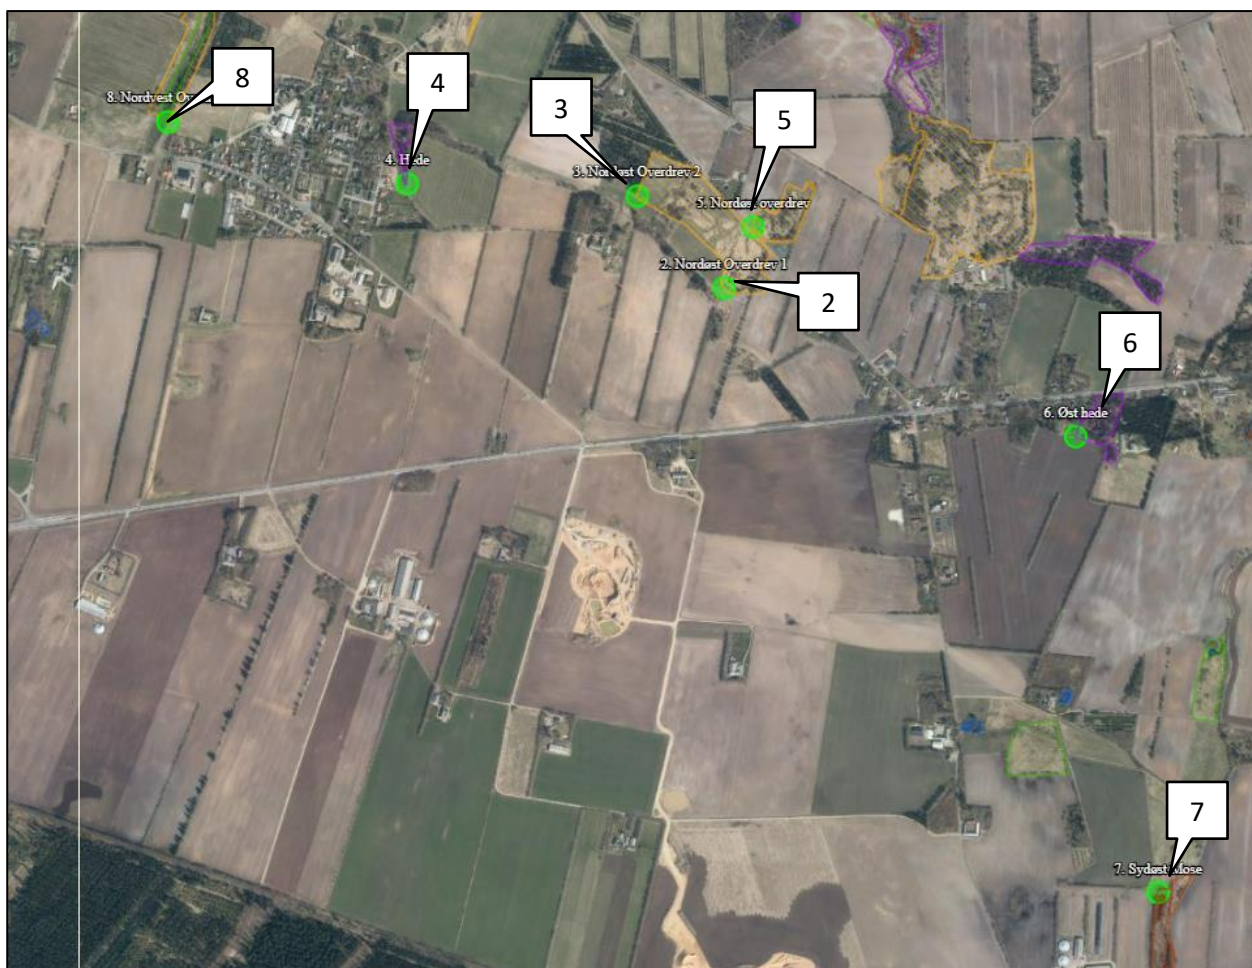 8
8. Nordvest Ov
4
4. Hede
3
3. Nordøst Overdrev 2
5
5. Nordøst overdrev
2. Nordøst Overdrev 1
2
6
6. Øst hede
7
7. Sydøst Mose